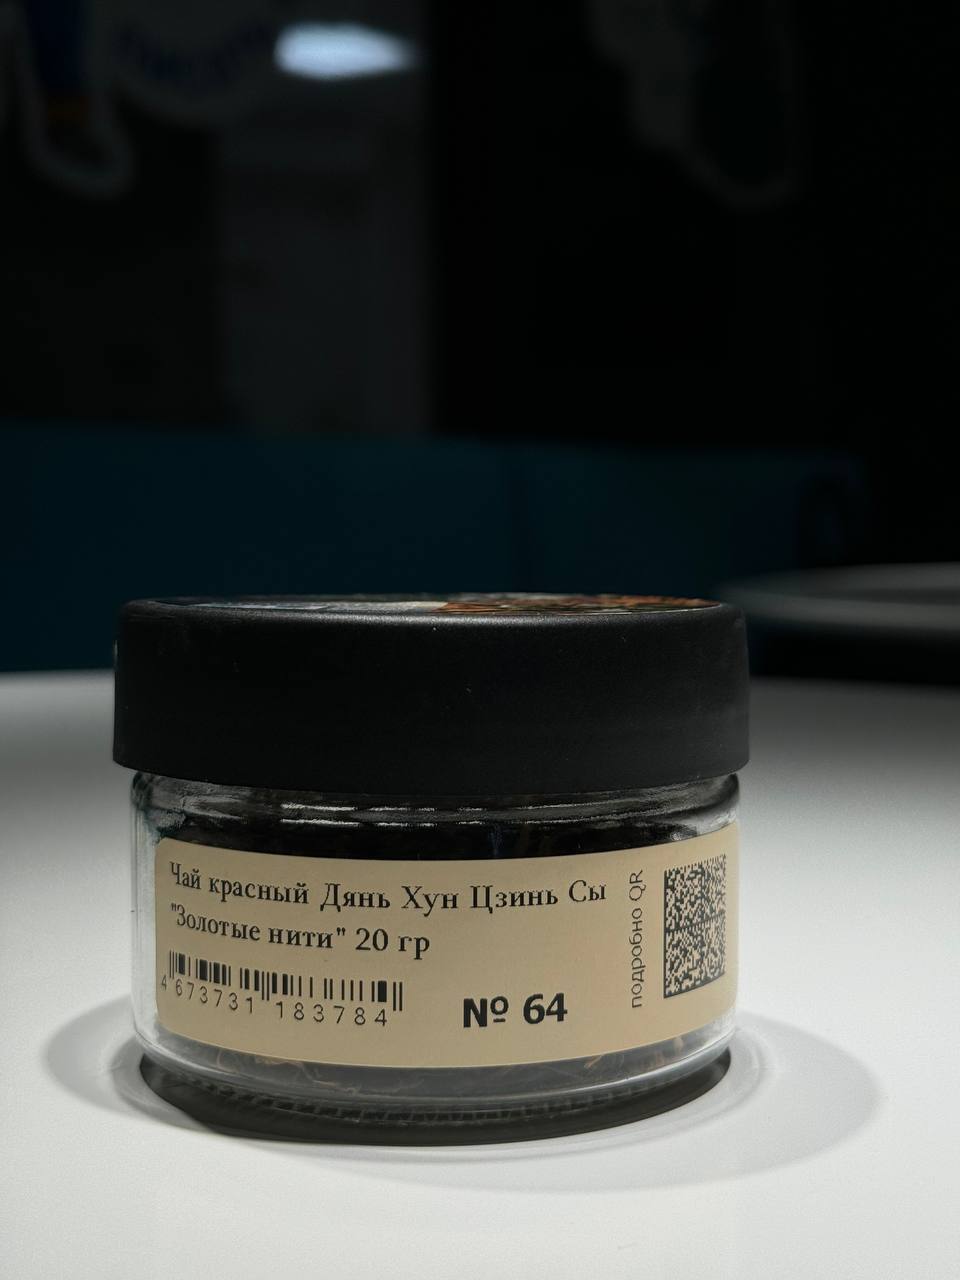 Чай красный Дянь Хун Цзинь Сы
"Золотые нити" 20 гр
4 673731 183784
№ 64
подробно QR